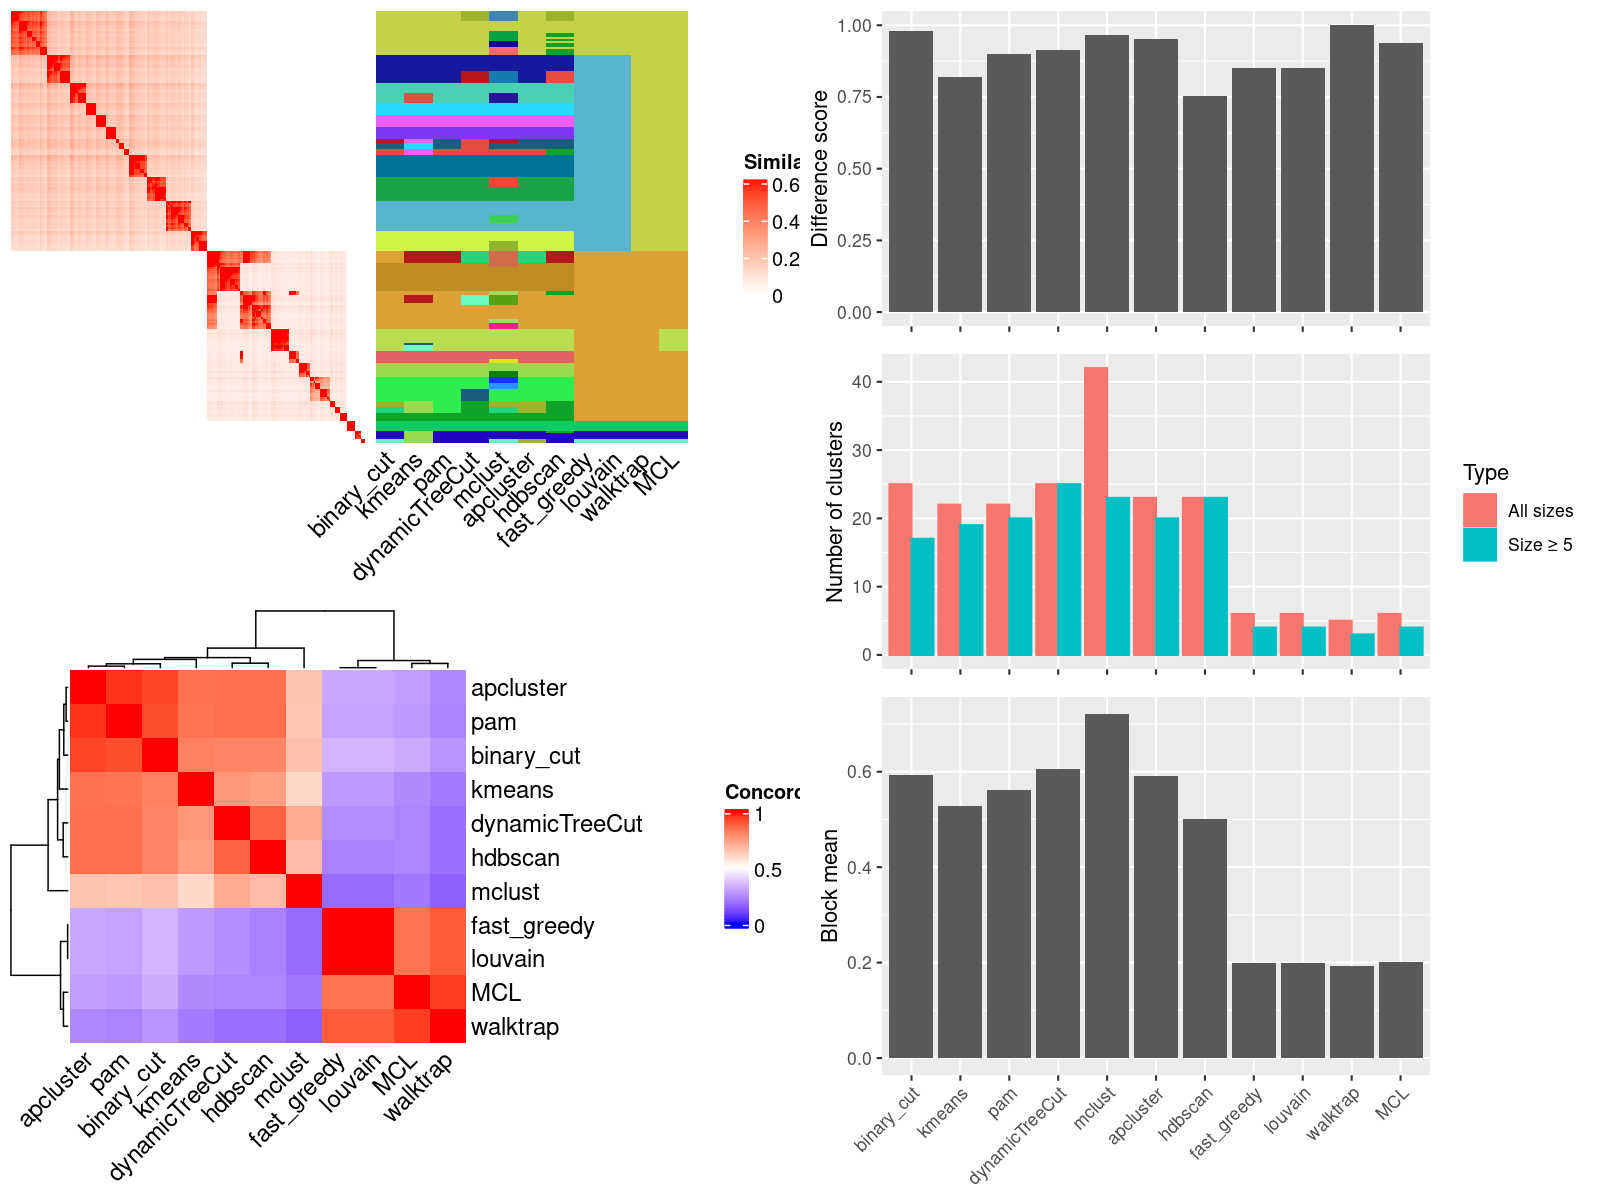 Simila
0.6
0.4
0.2
0
binary_cut
kmeans
pam
dynamicTreeCut
mclust
apcluster
hdbscan
fast_greedy
louvain
walktrap
MCL
Difference score
1.00
0.75
0.50
0.25
0.00
Number of clusters
40
30
20
10
0
Type
All sizes
Size ≥ 5
Block mean
0.6
0.4
0.2
0.0
binary_cut
kmeans
pam
dynamicTreeCut
mclust
apcluster
hdbscan
fast_greedy
louvain
walktrap
MCL
apcluster
pam
binary_cut
kmeans
dynamicTreeCut
hdbscan
mclust
fast_greedy
louvain
MCL
walktrap
Concord
1
0.5
0
apcluster
pam
binary_cut
kmeans
dynamicTreeCut
hdbscan
mclust
fast_greedy
louvain
MCL
walktrap